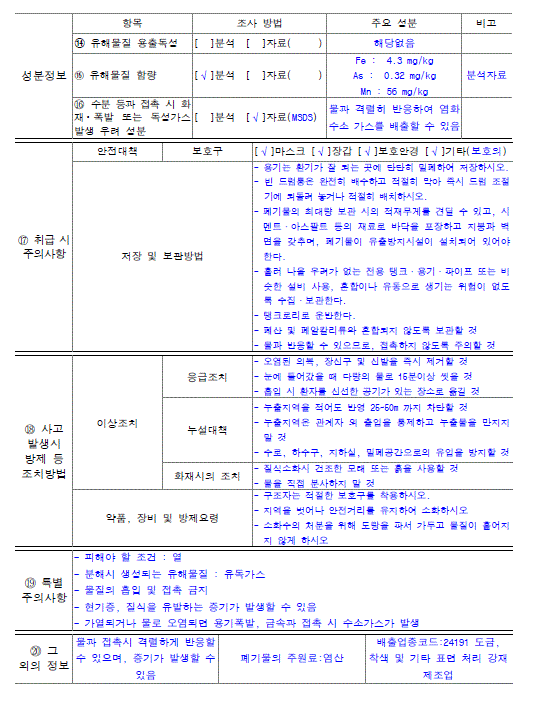 항목 조사 방법 주요 성분 비고
성분정보
⑭ 유해물질 용출독성 [ ]분석 [ ]자료( ) 해당없음
⑮ 유해물질 함량 [√]분석 [ ]자료( )
Fe : 4.3 mg/kg
As : 0.32 mg/kg
Mn : 56 mg/kg
분석자료
⑯ 수분 등과 접촉 시 화
재·폭발 또는 독성가스
발생 우려 성분
[ ]분석 [√]자료(MSDS)
물과 격렬히 반응하여 염화
수소 가스를 배출할 수 있음
⑰ 취급 시
주의사항
안전대책 보호구 [√]마스크 [√]장갑 [√]보호안경 [√]기타(보호의)
저장 및 보관방법
- 용기는 환기가 잘 되는 곳에 단단히 밀폐하여 저장하시오.
- 빈 드럼통은 완전히 배수하고 적절히 막아 즉시 드럼 조절
기에 되돌려 놓거나 적절히 배치하시오.
- 폐기물의 최대량 보관 시의 적재무게를 견딜 수 있고, 시
멘트·아스팔트 등의 재료로 바닥을 포장하고 지붕과 벽
면을 갖추며, 폐기물이 유출방지시설이 설치되어 있어야
한다.
- 흘러 나올 우려가 없는 전용 탱크·용기·파이프 또는 비
슷한 설비 사용, 혼합이나 유동으로 생기는 위험이 없도
록 수집·보관한다.
- 탱크로리로 운반한다.
- 폐산 및 폐알칼리류와 혼합되지 않도록 보관할 것
- 물과 반응할 수 있으므로, 접촉하지 않도록 주의할 것
⑱ 사고
발생시
방제 등
조치방법
이상조치
응급조치
- 오염된 의복, 장신구 및 신발을 즉시 제거할 것
- 눈에 들어갔을 때 다량의 물로 15분이상 씻을 것
- 흡입 시 환자를 신선한 공기가 있는 장소로 옮길 것
누설대책
- 누출지역을 적어도 반영 25-50m 까지 차단할 것
- 누출지역은 관계자 외 출입을 통제하고 누출물을 만지지
말 것
- 수로, 하수구, 지하실, 밀폐공간으로의 유입을 방지할 것
화재시의 조치
- 질식소화시 건조한 모래 또는 흙을 사용할 것
- 물을 직접 분사하지 말 것
약품, 장비 및 방제요령
- 구조자는 적절한 보호구를 착용하시오.
- 지역을 벗어나 안전거리를 유지하여 소화하시오
- 소화수의 처분을 위해 도랑을 파서 가두고 물질이 흩어지
지 않게 하시오
⑲ 특별
주의사항
- 피해야 할 조건 : 열
- 분해시 생성되는 유해물질 : 유독가스
- 물질의 흡입 및 접촉 금지
- 현기증, 질식을 유발하는 증기가 발생할 수 있음
- 가열되거나 물로 오염되면 용기폭발, 금속과 접촉 시 수소가스가 발생
⑳ 그
외의 정보
물과 접촉시 격렬하게 반응할
수 있으며, 증기가 발생할 수
있음
폐기물의 주원료:염산
배출업종코드:24191 도금,
착색 및 기타 표면 처리 강재
제조업